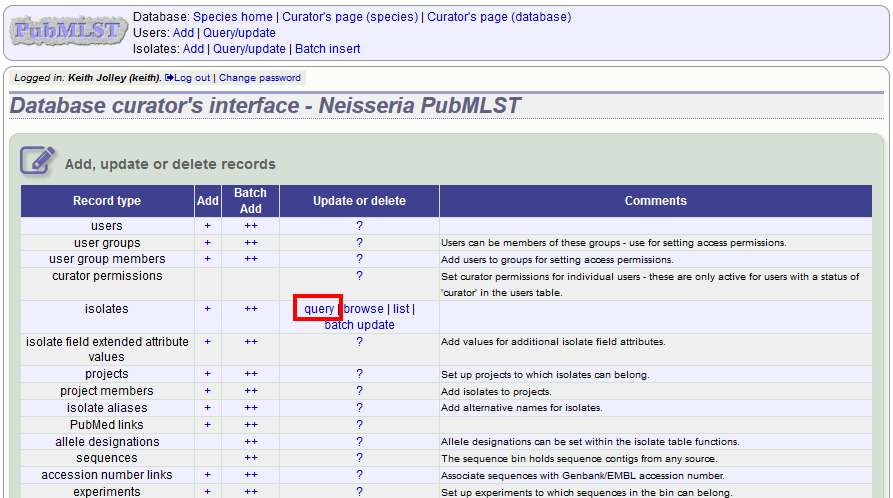 PubMLST
Database: Species home | Curator's page (species) | Curator's page (database)
Users: Add | Query/update
Isolates: Add | Query/update | Batch insert
Logged in: Keith Jolley (keith). Log out | Change password
Database curator's interface - Neisseria PubMLST
Add, update or delete records
Record type Add Batch Add Update or delete Comments
users + ++ ?
user groups + ++ ? Users can be members of these groups - use for setting access permissions.
user group members + ++ ? Add users to groups for setting access permissions.
curator permissions ? Set curator permissions for individual users - these are only active for users with a status of
'curator' in the users table.
isolates + ++ query | browse | list |
batch update
isolate field extended attribute + ++ ? Add values for additional isolate field attributes.
values
projects + ++ ? Set up projects to which isolates can belong.
project members + ++ ? Add isolates to projects.
isolate aliases + ++ ? Add alternative names for isolates.
PubMed links + ++ ?
allele designations ++ ? Allele designations can be set within the isolate table functions.
sequences ++ ? The sequence bin holds sequence contigs from any source.
accession number links + ++ ? Associate sequences with Genbank/EMBL accession number.
experiments + ++ ? Set up experiments to which sequences in the bin can belong.